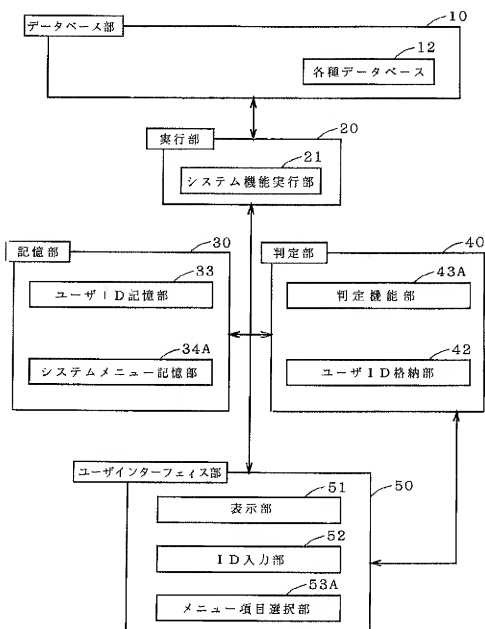 データベース部
10
12
各種データベース
20
実行部
21
システム機能実行部
記憶部
30
33
ユーザID記憶部
34A
システムメニュー記憶部
判定部
40
43A
判定機能部
42
ユーザID格納部
ユーザインターフェイス部
50
51
表示部
52
ID入力部
53A
メニュー項目選択部